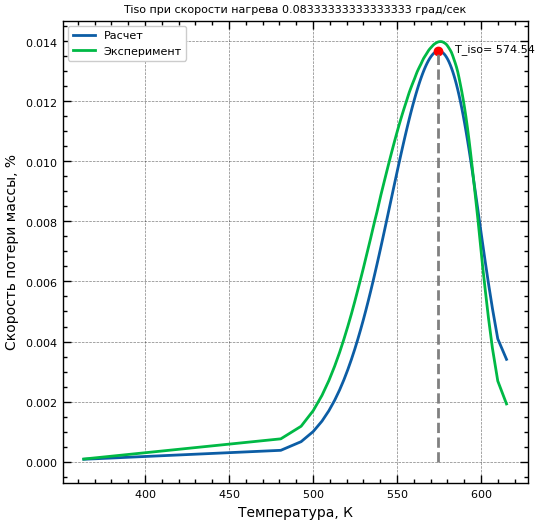 Tiso при скорости нагрева 0.08333333333333333 град/сек
Расчет
Эксперимент
T_iso= 574.54
Скорость потери массы, %
0.014
0.012
0.010
0.008
0.006
0.004
0.002
0.000
400 450 500 550 600
Температура, К